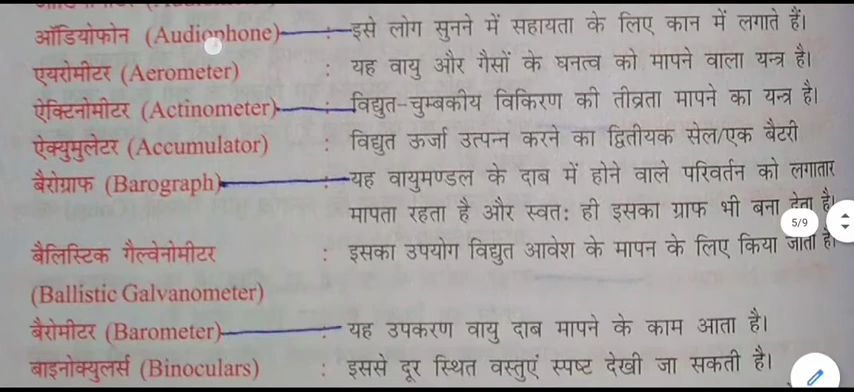 ऑडियोफोन (Audiophone) : इसे लोग सुनने में सहायता के लिए कान में लगाते हैं।
एयरोमीटर (Aerometer) : यह वायु और गैसों के घनत्व को मापने वाला यन्त्र है।
ऐक्टिनोमीटर (Actinometer) : विद्युत-चुम्बकीय विकिरण की तीव्रता मापने का यन्त्र है।
ऐक्युमुलेटर (Accumulator) : विद्युत ऊर्जा उत्पन्न करने का द्वितीयक सेल/एक बैटरी
बैरोग्राफ (Barograph) : यह वायुमण्डल के दाब में होने वाले परिवर्तन को लगातार
मापता रहता है और स्वतः ही इसका ग्राफ भी बना देता है।
5/9
बैलिस्टिक गैल्वेनोमीटर : इसका उपयोग विद्युत आवेश के मापन के लिए किया जाता है।
(Ballistic Galvanometer)
बैरोमीटर (Barometer) : यह उपकरण वायु दाब मापने के काम आता है।
बाइनोक्युलर्स (Binoculars) : इससे दूर स्थित वस्तुएं स्पष्ट देखी जा सकती है।